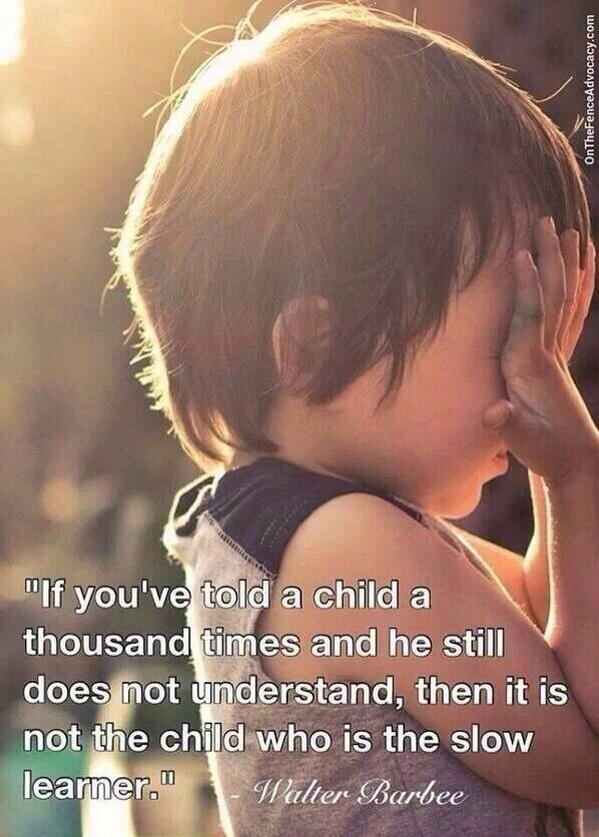 OnTheFenceAdvocacy.com
"If you've told a child a
thousand times and he still
does not understand, then it is
not the child who is the slow
learner."
- Walter Barbee